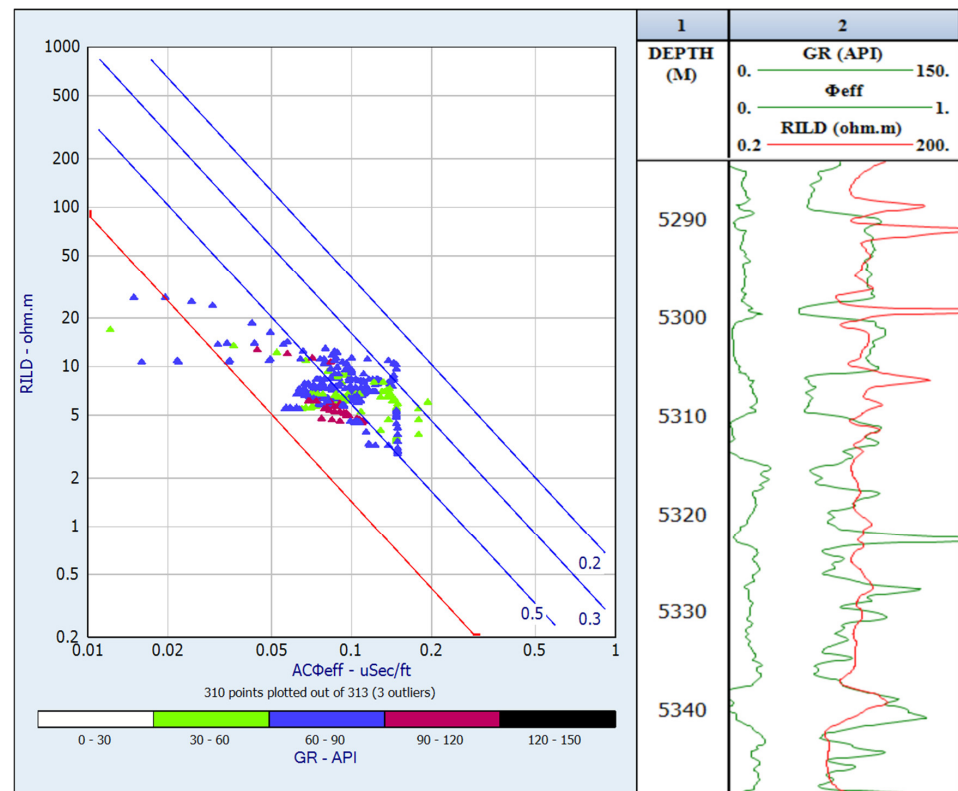 1000
500
200
100
50
20
10
5
2
1
0.5
0.2
RILD - ohm.m
0.01 0.02 0.05 0.1 0.2 0.5 1
0.5 0.3 0.2
ACΦeff - uSec/ft
310 points plotted out of 313 (3 outliers)
0 - 30 30 - 60 60 - 90 90 - 120 120 - 150
GR - API
1 2
DEPTH
(M)
GR (API)
0. 150.
Φeff
0. 1.
RILD (ohm.m)
0.2 200.
5290
5300
5310
5320
5330
5340